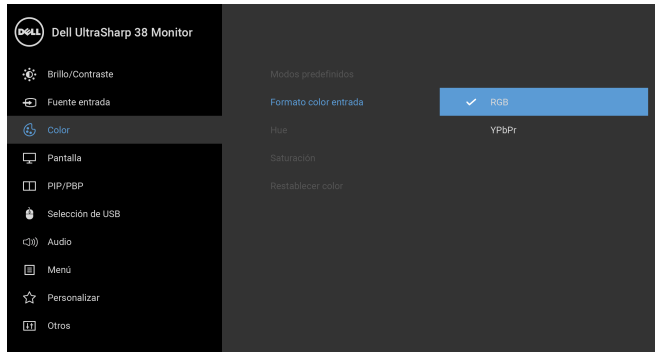 DELL Dell UltraSharp 38 Monitor
Brillo/Contraste
Fuente entrada
Color
Pantalla
PIP/PBP
Selección de USB
Audio
Menú
Personalizar
Otros
Modos predefinidos
Formato color entrada
Hue
Saturación
Restablecer color
RGB
YPbPr